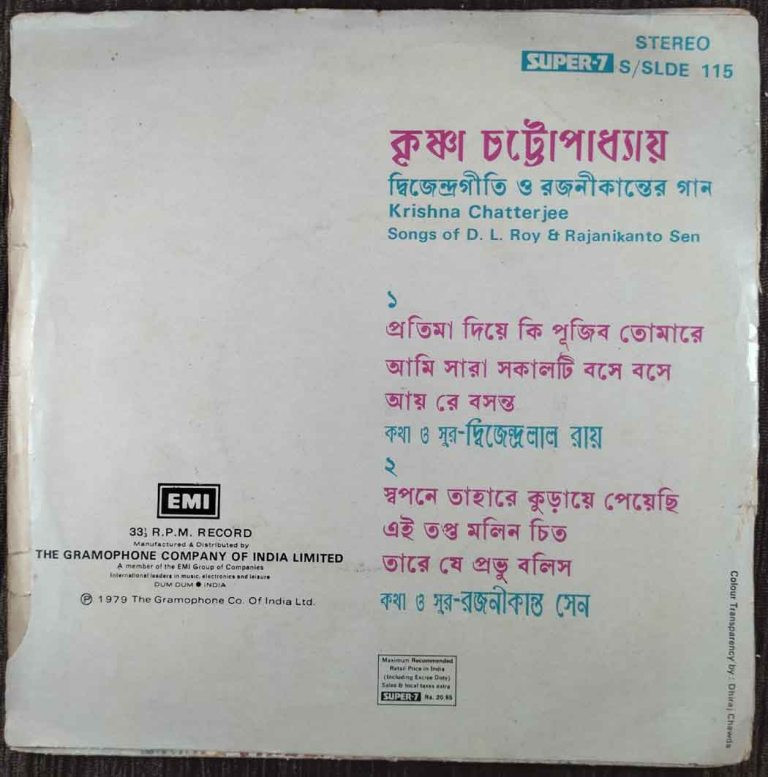 STEREO
SUPER-7 S/SLDE 115
কৃষ্ণা চট্টোপাধ্যায়
দ্বিজেন্দ্রগীতি ও রজনীকান্তের গান
Krishna Chatterjee
Songs of D. L. Roy & Rajanikanto Sen
১
প্রতিমা দিয়ে কি পূজিব তোমারে
আমি সারা সকালটি বসে বসে
আয় রে বসন্ত
কথা ও সুর-দ্বিজেন্দ্রলাল রায়
২
স্বপনে তাহারে কুড়ায়ে পেয়েছি
এই তপ্ত মলিন চিত
তারে যে প্রভু বলিস
কথা ও সুর-রজনীকান্ত সেন
EMI
33⅓ R.P.M. RECORD
Manufactured & Distributed by
THE GRAMOPHONE COMPANY OF INDIA LIMITED
A member of the EMI Group of Companies
International leaders in music, electronics and leisure
DUM DUM INDIA
℗ 1979 The Gramophone Co. Of India Ltd.
Maximum Recommended
Retail Price in India
(Including Excise Duty)
Sales & local taxes extra
SUPER-7 Rs. 20.65
Colour Transparency by : Dhiraj Chawda